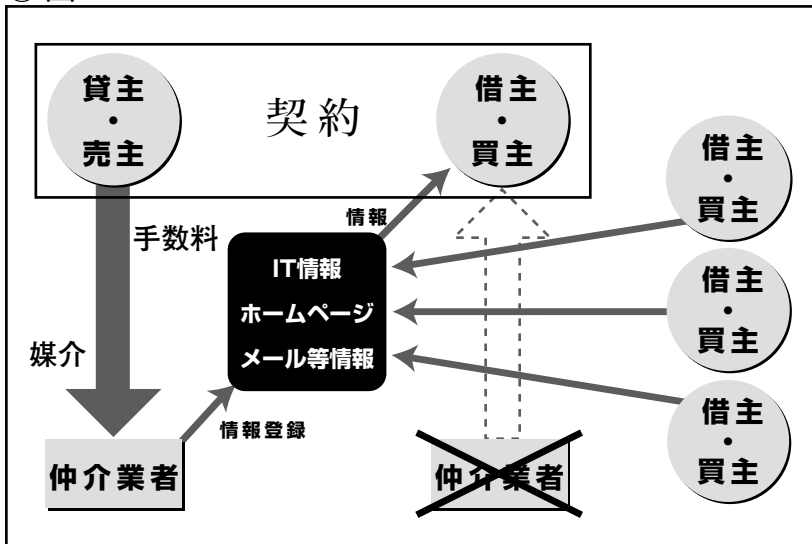 貸主
・
売主
契約
借主
・
買主
手数料
媒介
情報
IT情報
ホームページ
メール等情報
情報登録
仲介業者
仲介業者
借主
・
買主
借主
・
買主
借主
・
買主